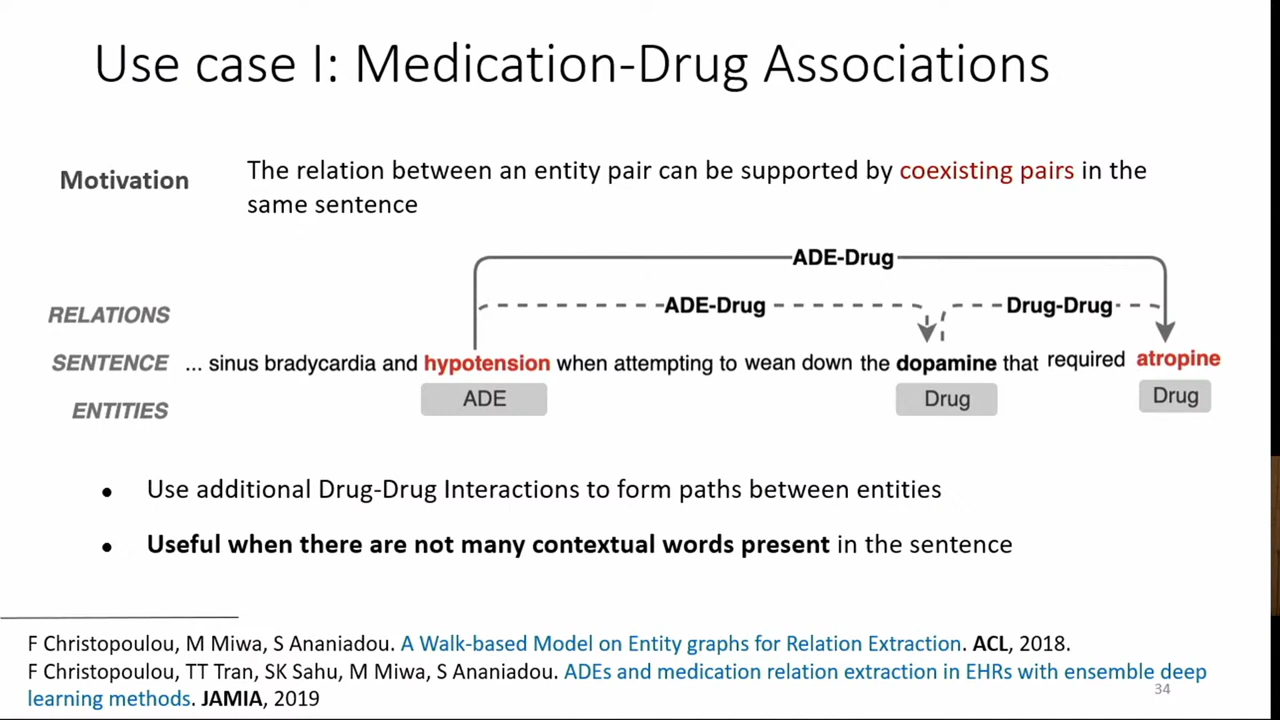 Use case I: Medication-Drug Associations
Motivation
The relation between an entity pair can be supported by coexisting pairs in the
same sentence
ADE-Drug
RELATIONS
ADE-Drug
Drug-Drug
SENTENCE
... sinus bradycardia and hypotension when attempting to wean down the dopamine that required atropine
ENTITIES
ADE
Drug
Drug
• Use additional Drug-Drug Interactions to form paths between entities
• Useful when there are not many contextual words present in the sentence
F Christopoulou, M Miwa, S Ananiadou. A Walk-based Model on Entity graphs for Relation Extraction. ACL, 2018.
F Christopoulou, TT Tran, SK Sahu, M Miwa, S Ananiadou. ADEs and medication relation extraction in EHRs with ensemble deep
learning methods. JAMIA, 2019
34